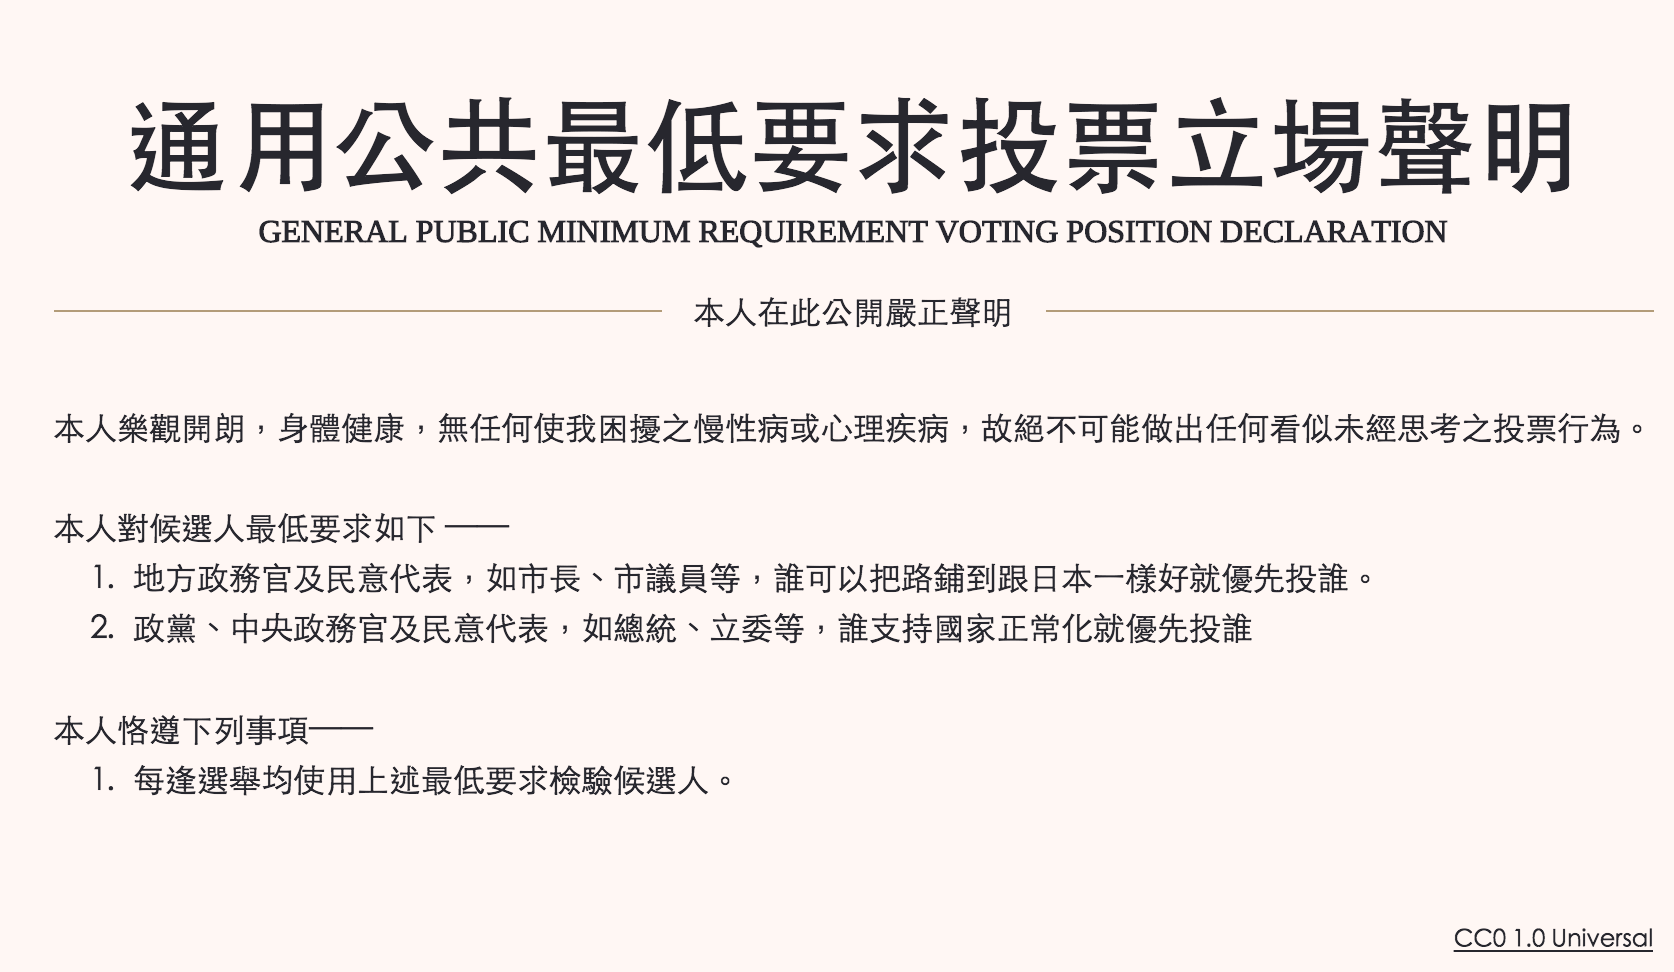 通用公共最低要求投票立場聲明
GENERAL PUBLIC MINIMUM REQUIREMENT VOTING POSITION DECLARATION
本人在此公開嚴正聲明
本人樂觀開朗，身體健康，無任何使我困擾之慢性病或心理疾病，故絕不可能做出任何看似未經思考之投票行為。
本人對候選人最低要求如下 ——
1. 地方政務官及民意代表，如市長、市議員等，誰可以把路鋪到跟日本一樣好就優先投誰。
2. 政黨、中央政務官及民意代表，如總統、立委等，誰支持國家正常化就優先投誰
本人恪遵下列事項——
1. 每逢選舉均使用上述最低要求檢驗候選人。
CC0 1.0 Universal